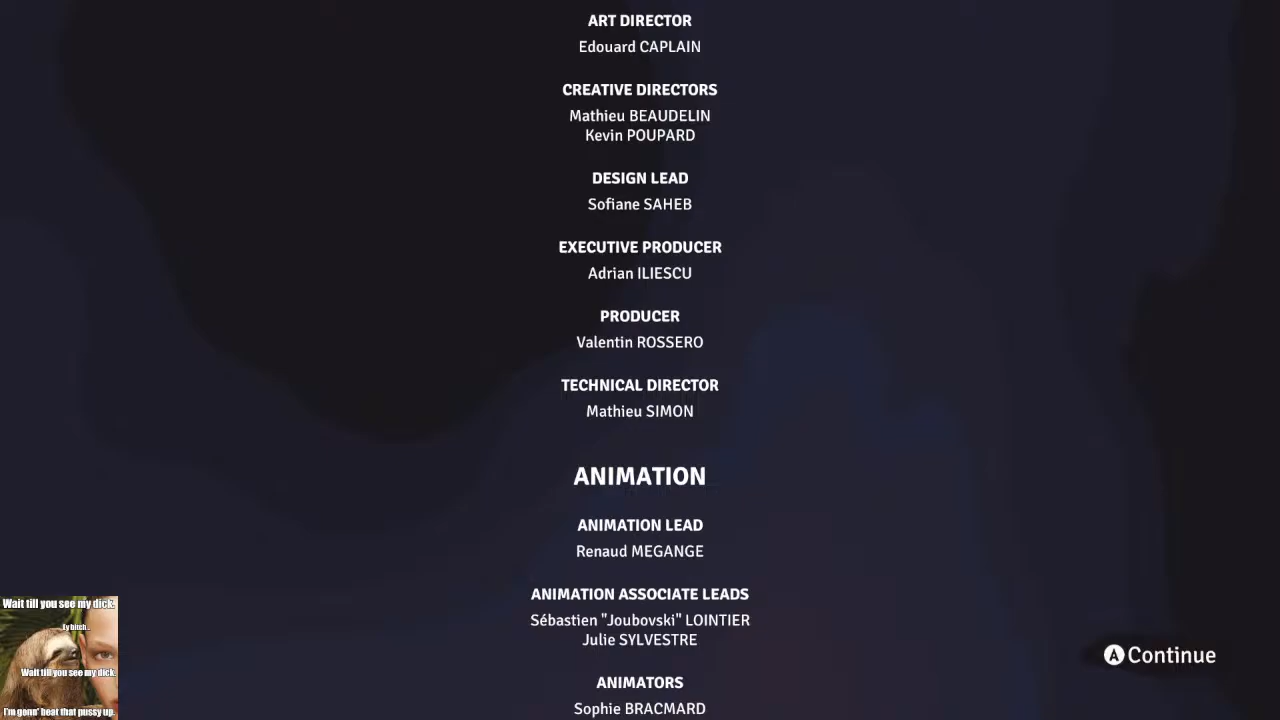 ART DIRECTOR
Edouard CAPLAIN
CREATIVE DIRECTORS
Mathieu BEAUDELIN
Kevin POUPARD
DESIGN LEAD
Sofiane SAHEB
EXECUTIVE PRODUCER
Adrian ILIESCU
PRODUCER
Valentin ROSSERO
TECHNICAL DIRECTOR
Mathieu SIMON
ANIMATION
ANIMATION LEAD
Renaud MEGANGE
ANIMATION ASSOCIATE LEADS
Sébastien "Joubovski" LOINTIER
Julie SYLVESTRE
ANIMATORS
Sophie BRACMARD
A Continue
Wait till you see my dick.
Ey bitch..
Wait till you see my dick.
I'm gonn' beat that pussy up.